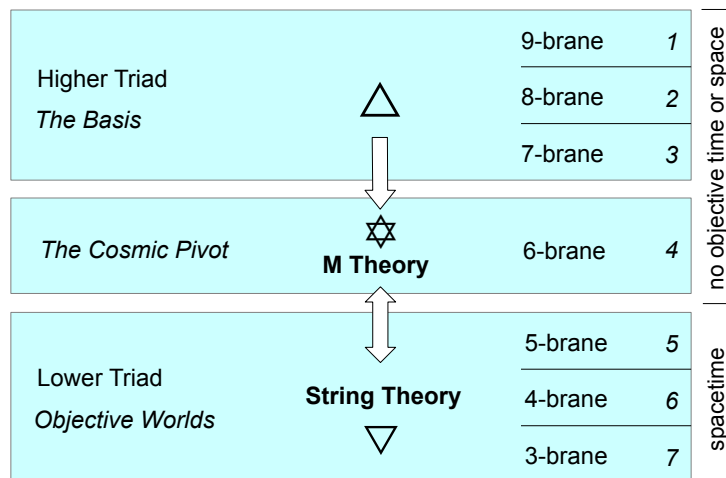 9-brane 1
Higher Triad
The Basis
8-brane 2
7-brane 3
The Cosmic Pivot
M Theory
6-brane 4
no objective time or space
Lower Triad
Objective Worlds
String Theory
5-brane 5
4-brane 6
3-brane 7
spacetime